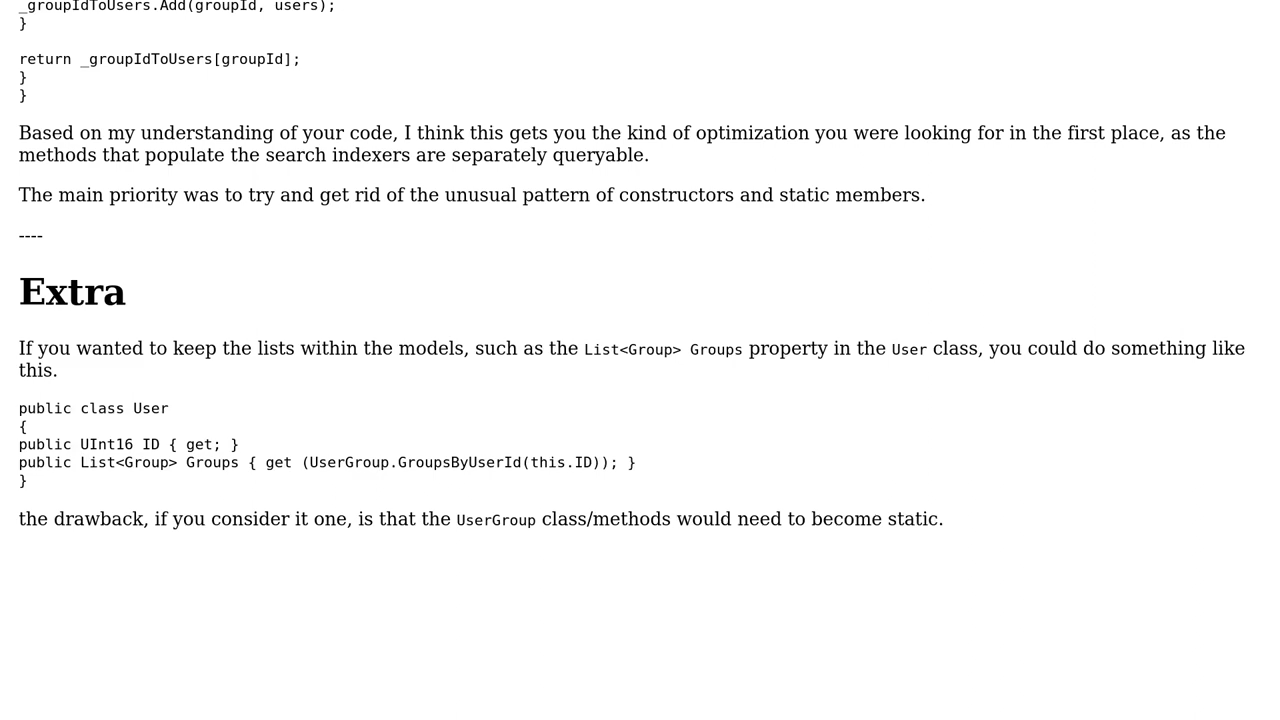 _groupIdToUsers.Add(groupId, users);
}
return _groupIdToUsers[groupId];
}
}
Based on my understanding of your code, I think this gets you the kind of optimization you were looking for in the first place, as the
methods that populate the search indexers are separately queryable.
The main priority was to try and get rid of the unusual pattern of constructors and static members.
----
Extra
If you wanted to keep the lists within the models, such as the List<Group> Groups property in the User class, you could do something like
this.
public class User
{
public UInt16 ID { get; }
public List<Group> Groups { get (UserGroup.GroupsByUserId(this.ID)); }
}
the drawback, if you consider it one, is that the UserGroup class/methods would need to become static.